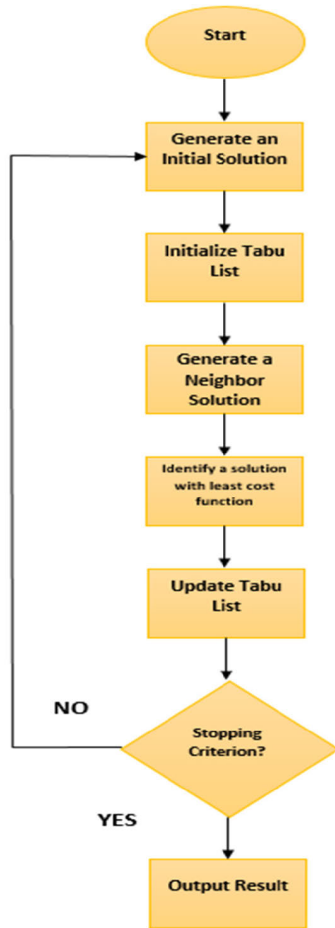 Start
Generate an
Initial Solution
Initialize Tabu
List
Generate a
Neighbor
Solution
Identify a solution
with least cost
function
Update Tabu
List
NO
Stopping
Criterion?
YES
Output Result